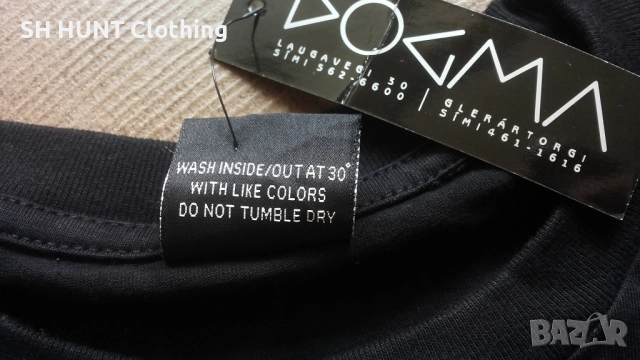 SH HUNT Clothing
DOGMA
LAUGAVEGI 30
SÍMI 562-6600
GLERÁRTORGI
SÍMI 461-1616
WASH INSIDE/OUT AT 30°
WITH LIKE COLORS
DO NOT TUMBLE DRY
BAZAR